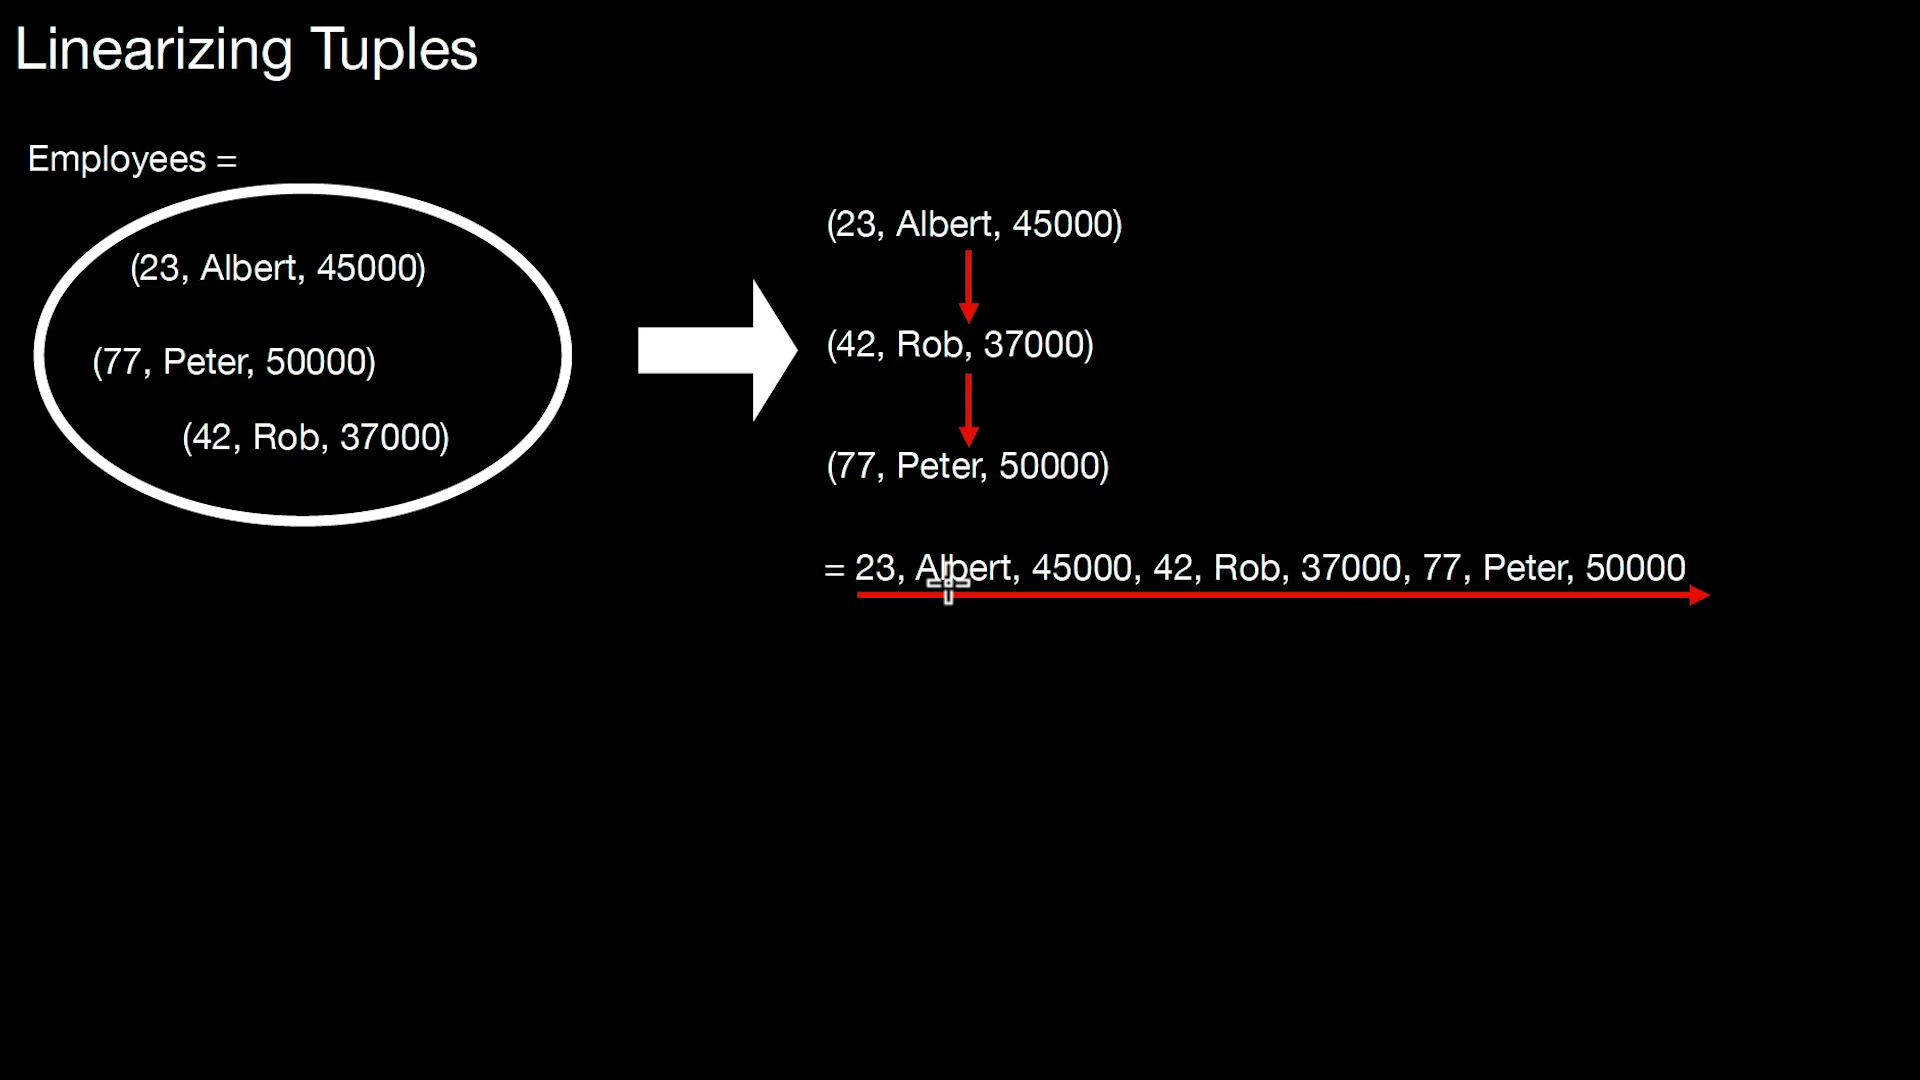 Linearizing Tuples
Employees =
(23, Albert, 45000)
(77, Peter, 50000)
(42, Rob, 37000)
(23, Albert, 45000)
(42, Rob, 37000)
(77, Peter, 50000)
= 23, Albert, 45000, 42, Rob, 37000, 77, Peter, 50000